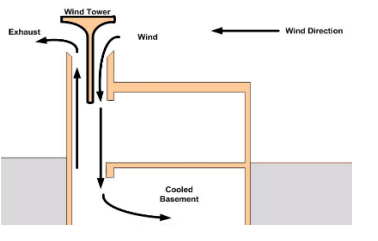 Wind Tower
Exhaust
Wind
Wind Direction
Cooled
Basement